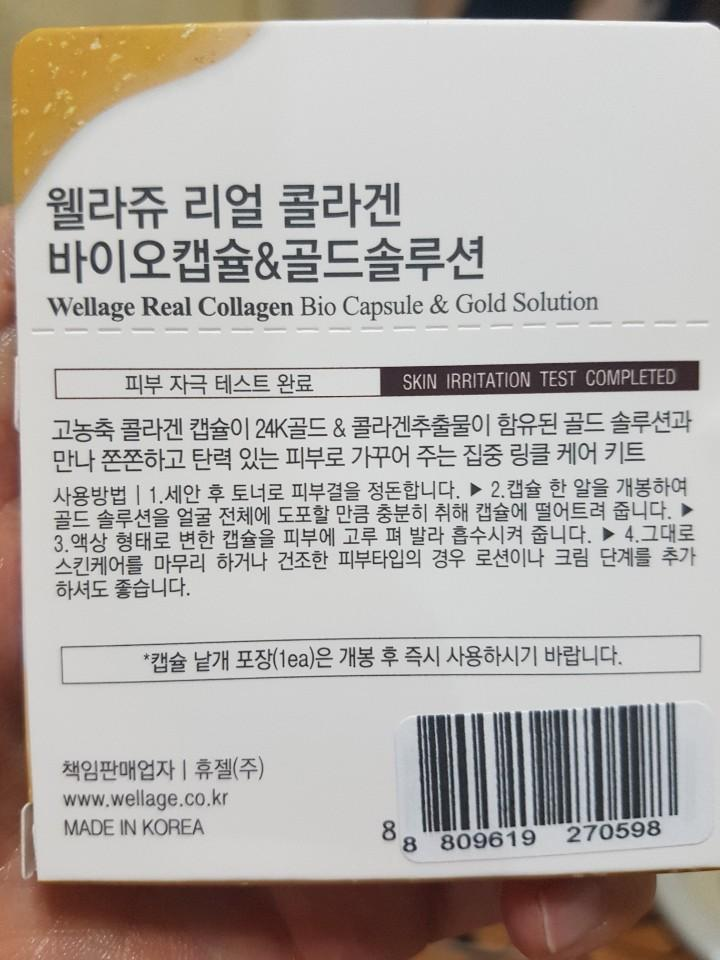 웰라쥬 리얼 콜라겐
바이오캡슐&골드솔루션
Wellage Real Collagen Bio Capsule & Gold Solution
피부 자극 테스트 완료 SKIN IRRITATION TEST COMPLETED
고농축 콜라겐 캡슐이 24K골드 & 콜라겐추출물이 함유된 골드 솔루션과
만나 쫀쫀하고 탄력 있는 피부로 가꾸어 주는 집중 링클 케어 키트
사용방법 | 1.세안 후 토너로 피부결을 정돈합니다. ▶ 2.캡슐 한 알을 개봉하여
골드 솔루션을 얼굴 전체에 도포할 만큼 충분히 취해 캡슐에 떨어트려 줍니다. ▶
3.액상 형태로 변한 캡슐을 피부에 고루 펴 발라 흡수시켜 줍니다. ▶ 4.그대로
스킨케어를 마무리 하거나 건조한 피부타입의 경우 로션이나 크림 단계를 추가
하셔도 좋습니다.
*캡슐 낱개 포장(1ea)은 개봉 후 즉시 사용하시기 바랍니다.
책임판매업자 | 휴젤(주)
www.wellage.co.kr
MADE IN KOREA
8
8 809619 270598